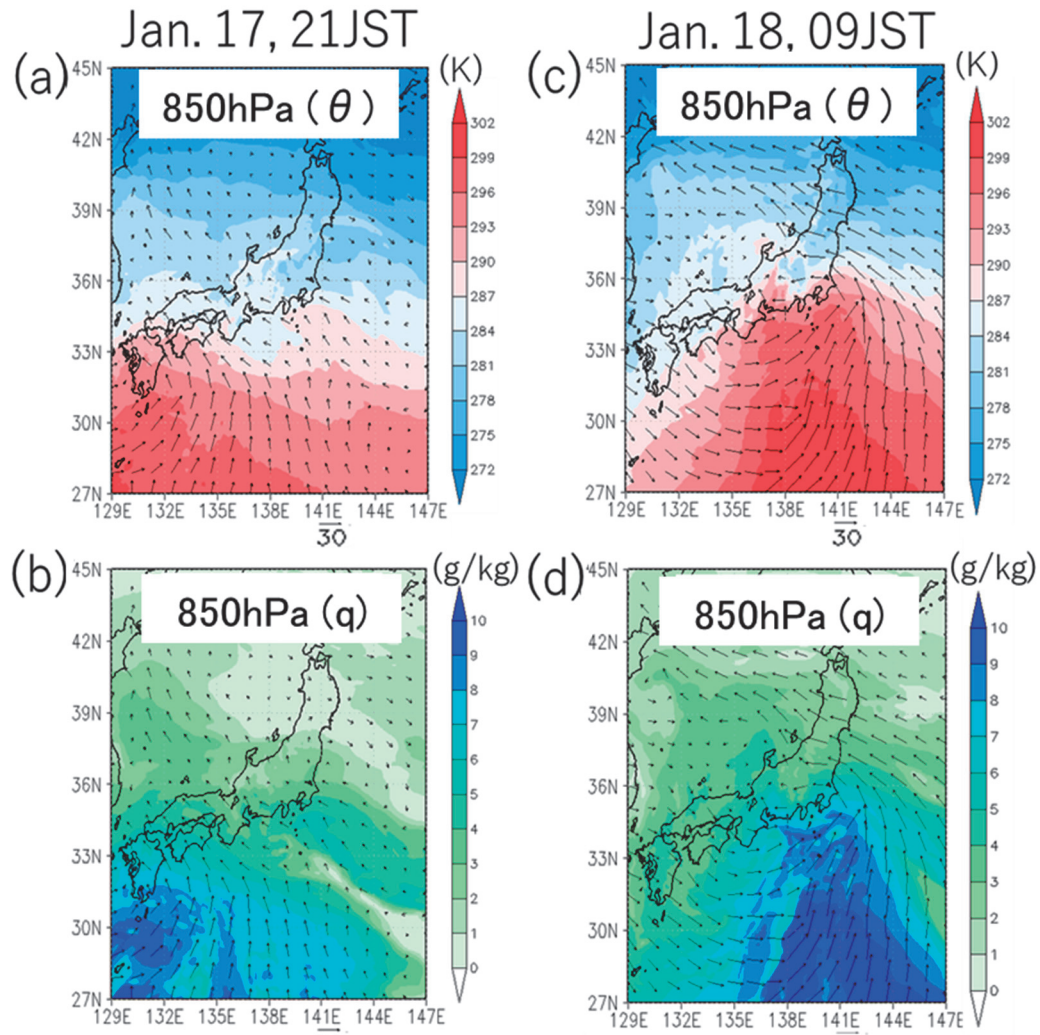 Jan. 17, 21JST
Jan. 18, 09JST
(a)
(K)
850hPa (θ)
45N
42N
39N
36N
33N
30N
27N
129E 132E 135E 138E 141E 144E 147E
30
302
299
296
293
290
287
284
281
278
275
272
(c)
(K)
850hPa (θ)
45N
42N
39N
36N
33N
30N
27N
129E 132E 135E 138E 141E 144E 147E
30
302
299
296
293
290
287
284
281
278
275
272
(b)
(g/kg)
850hPa (q)
45N
42N
39N
36N
33N
30N
27N
129E 132E 135E 138E 141E 144E 147E
10
9
8
7
6
5
4
3
2
1
0
(d)
(g/kg)
850hPa (q)
45N
42N
39N
36N
33N
30N
27N
129E 132E 135E 138E 141E 144E 147E
10
9
8
7
6
5
4
3
2
1
0